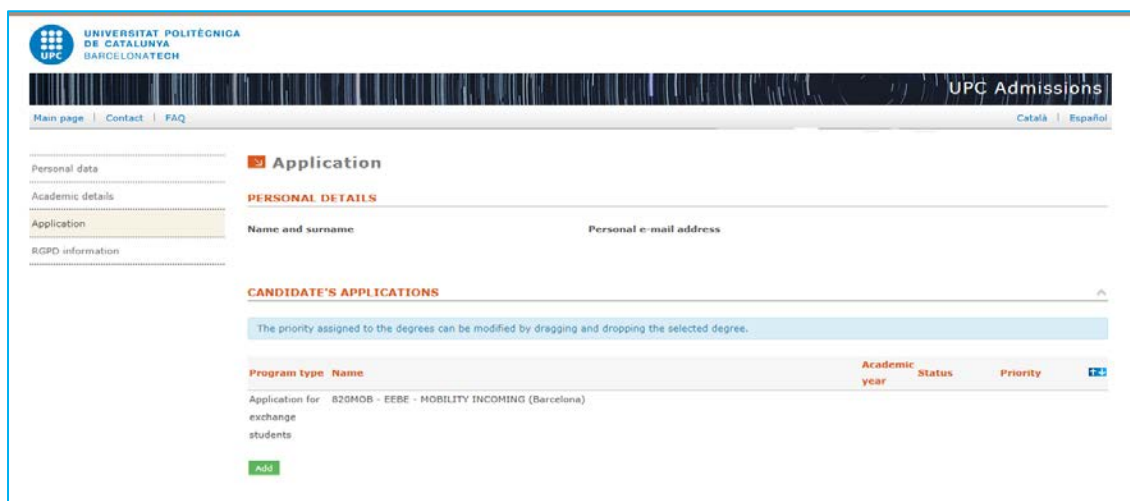 UNIVERSITAT POLITÈCNICA
DE CATALUNYA
BARCELONATECH
UPC
UPC Admissions
Main page | Contact | FAQ
Català | Español
Personal data
Academic details
Application
RGPD information
Application
PERSONAL DETAILS
Name and surname Personal e-mail address
CANDIDATE'S APPLICATIONS
The priority assigned to the degrees can be modified by dragging and dropping the selected degree.
Program type Name Academic year Status Priority
Application for exchange students 820MOB - EEBE - MOBILITY INCOMING (Barcelona)
Add